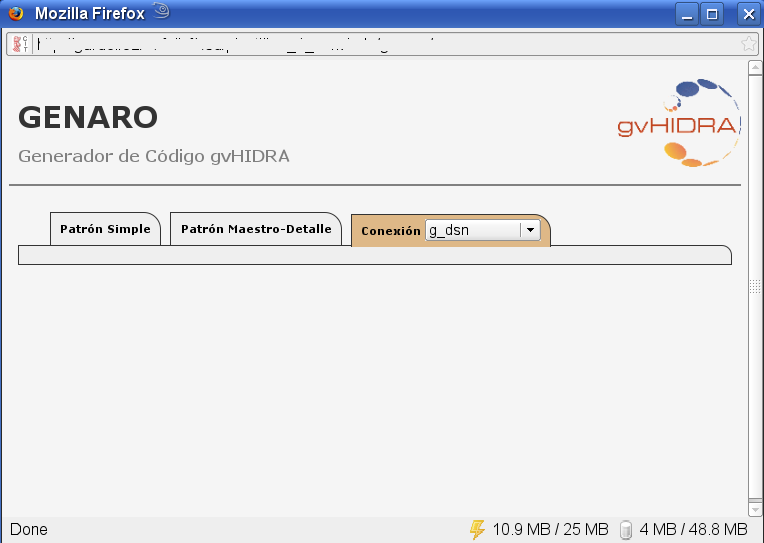 Mozilla Firefox
GENARO
Generador de Código gvHIDRA
gvHIDRA
Patrón Simple
Patrón Maestro-Detalle
Conexión g_dsn
Done
10.9 MB / 25 MB
4 MB / 48.8 MB